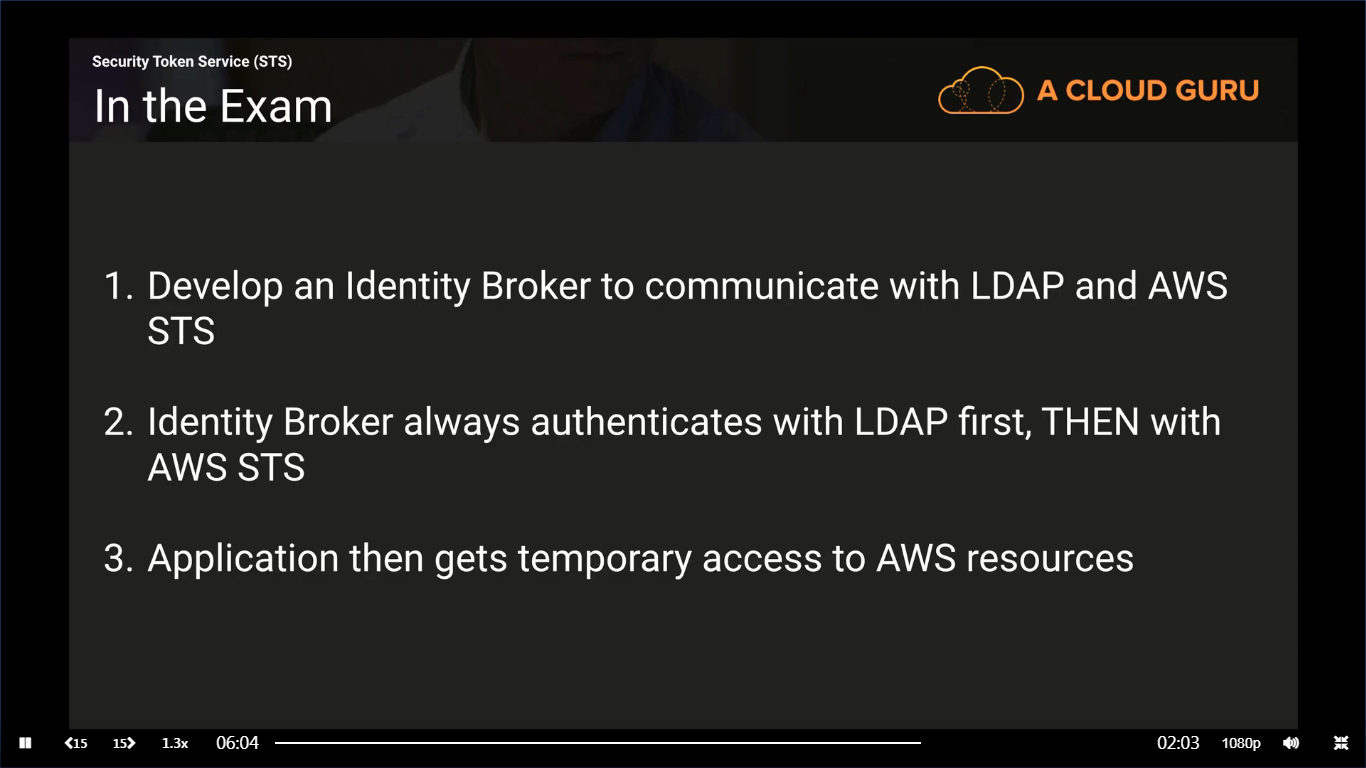 Security Token Service (STS)
In the Exam
A CLOUD GURU
1. Develop an Identity Broker to communicate with LDAP and AWS
STS
2. Identity Broker always authenticates with LDAP first, THEN with
AWS STS
3. Application then gets temporary access to AWS resources
15 15 1.3x 06:04 02:03 1080p